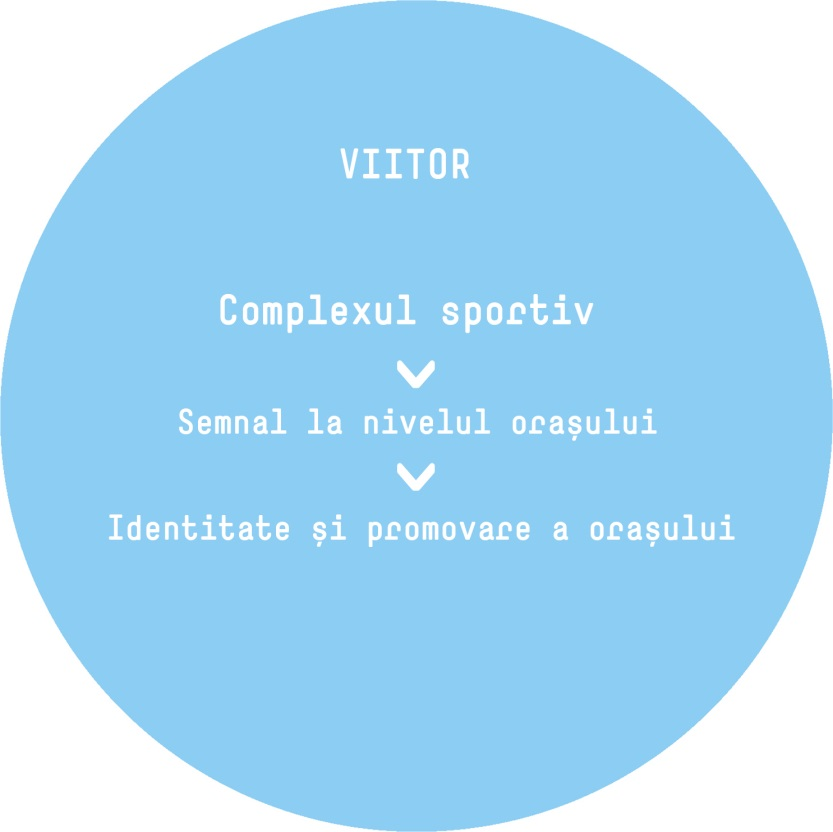 VIITOR
Complexul sportiv
Semnal la nivelul orașului
Identitate și promovare a orașului